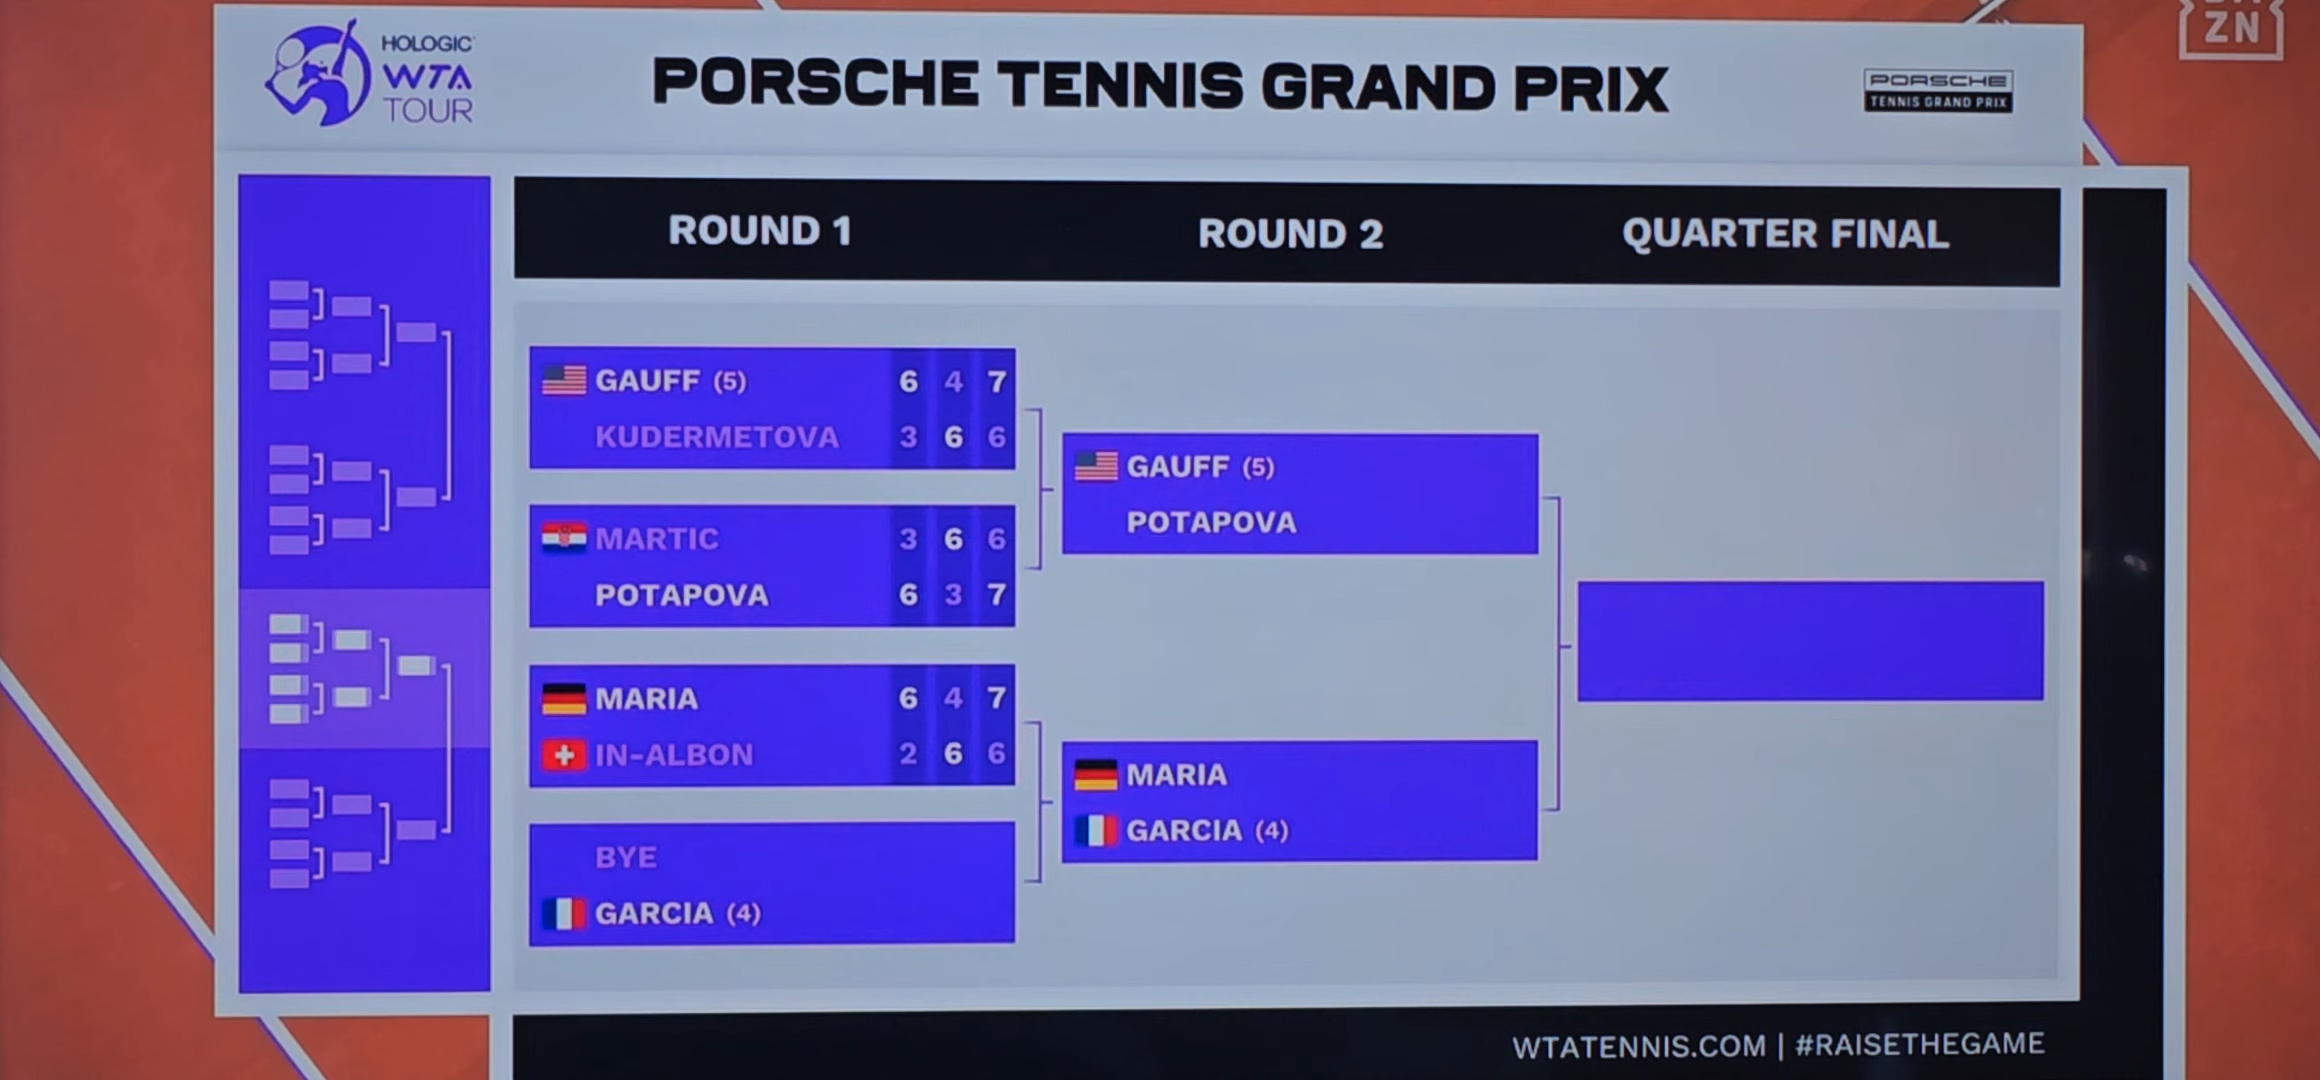 HOLOGIC
WTA
TOUR
PORSCHE TENNIS GRAND PRIX
PORSCHE
TENNIS GRAND PRIX
ZN
ROUND 1
ROUND 2
QUARTER FINAL
GAUFF (5) 6 4 7
KUDERMETOVA 3 6 6
MARTIC 3 6 6
POTAPOVA 6 3 7
MARIA 6 4 7
IN-ALBON 2 6 6
BYE
GARCIA (4)
GAUFF (5)
POTAPOVA
MARIA
GARCIA (4)
WTATENNIS.COM | #RAISETHEGAME